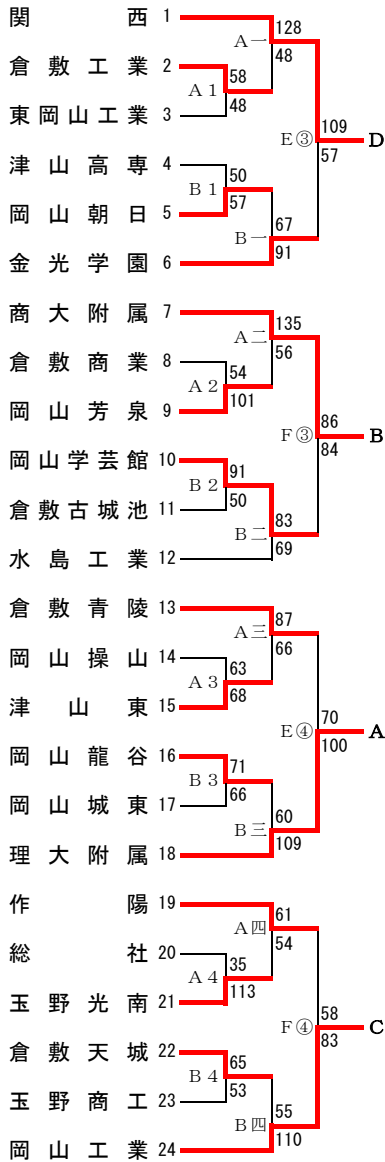 関西 1
128
A一
48
倉敷工業 2
58
A1
48
東岡山工業 3
109
E③ D
57
津山高専 4
50
B1
57
岡山朝日 5
67
B一
91
金光学園 6
商大附属 7
135
A二
56
倉敷商業 8
54
A2
101
岡山芳泉 9
86
F③ B
84
岡山学芸館 10
91
B2
50
倉敷古城池 11
83
B二
69
水島工業 12
倉敷青陵 13
87
A三
66
岡山操山 14
63
A3
68
津山東 15
70
E④ A
100
岡山龍谷 16
71
B3
66
岡山城東 17
60
B三
109
理大附属 18
作陽 19
61
A四
54
総社 20
35
A4
113
玉野光南 21
58
F④ C
83
倉敷天城 22
65
B4
53
玉野商工 23
55
B四
110
岡山工業 24